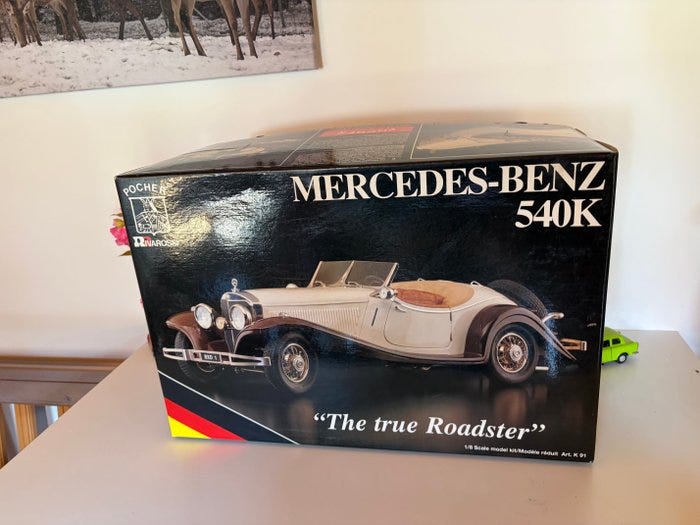 POCHER
RIVAROSSI
MERCEDES-BENZ
540K
"The true Roadster"
1/8 Scale model kit/Modèle réduit Art. K 91